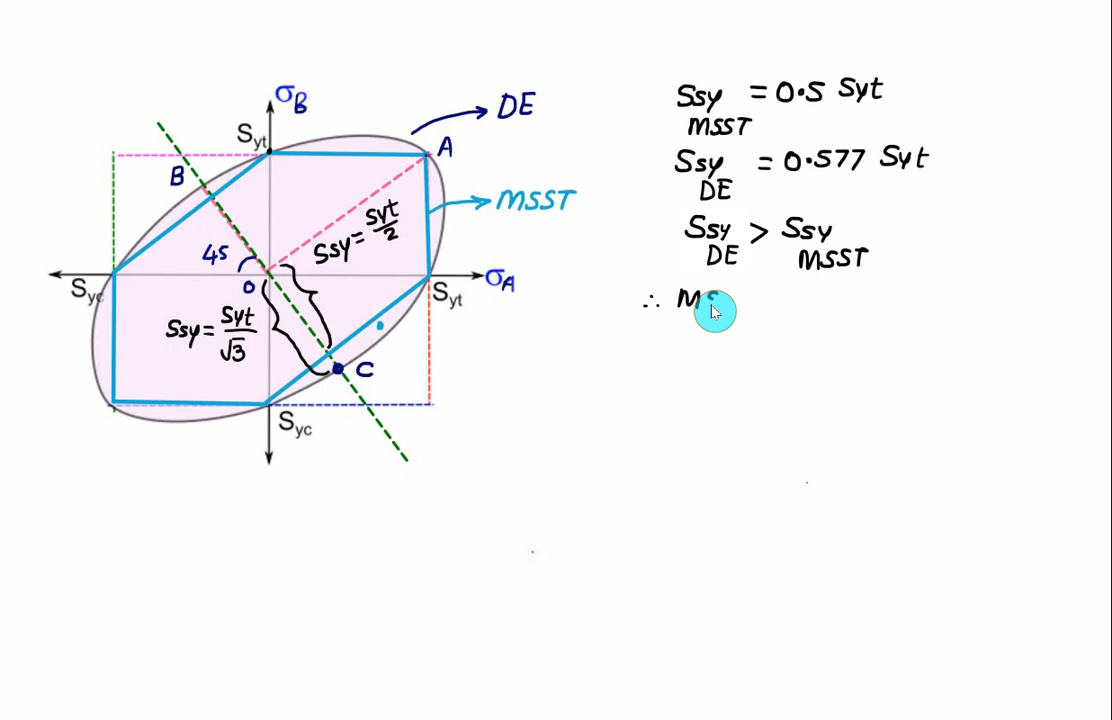 σB
DE
Syt
A
B
MSST
Ssy = Syt/2
45
σA
Syc
O
Syt
Ssy = Syt/√3
C
Syc
Ssy = 0.5 Syt
MSST
Ssy = 0.577 Syt
DE
Ssy > Ssy
DE MSST
∴ MS